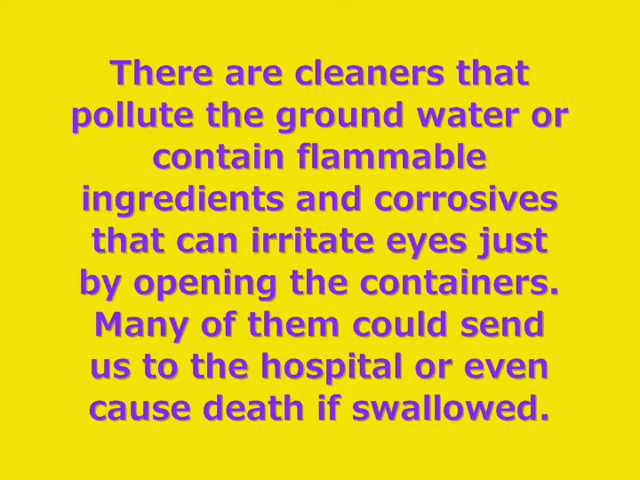 There are cleaners that
pollute the ground water or
contain flammable
ingredients and corrosives
that can irritate eyes just
by opening the containers.
Many of them could send
us to the hospital or even
cause death if swallowed.